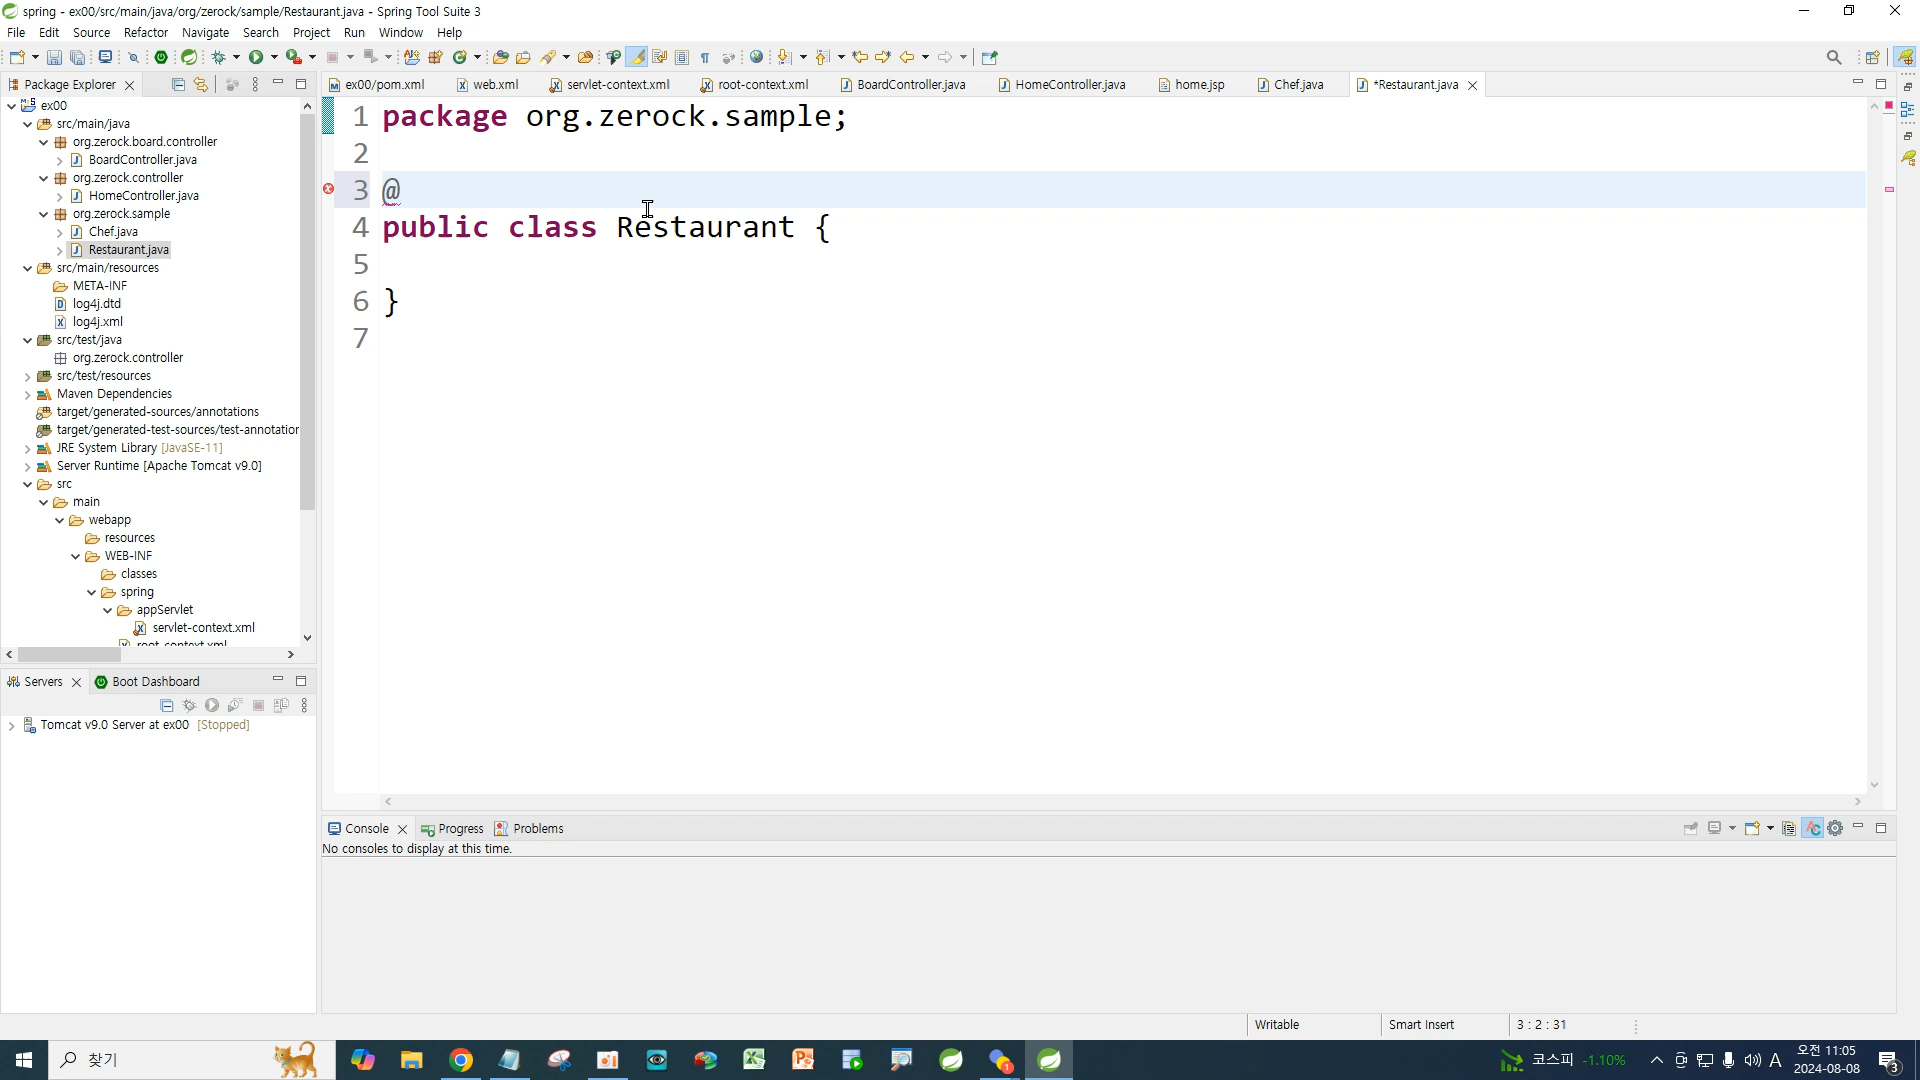 spring - ex00/src/main/java/org/zerock/sample/Restaurant.java - Spring Tool Suite 3
File Edit Source Refactor Navigate Search Project Run Window Help
Package Explorer
ex00
src/main/java
org.zerock.board.controller
BoardController.java
org.zerock.controller
HomeController.java
org.zerock.sample
Chef.java
Restaurant.java
src/main/resources
META-INF
log4j.dtd
log4j.xml
src/test/java
org.zerock.controller
src/test/resources
Maven Dependencies
target/generated-sources/annotations
target/generated-test-sources/test-annotation
JRE System Library [JavaSE-11]
Server Runtime [Apache Tomcat v9.0]
src
main
webapp
resources
WEB-INF
classes
spring
appServlet
servlet-context.xml
root-context.xml
Servers Boot Dashboard
Tomcat v9.0 Server at ex00 [Stopped]
ex00/pom.xml web.xml servlet-context.xml root-context.xml BoardController.java HomeController.java home.jsp Chef.java *Restaurant.java
1 package org.zerock.sample;
2
3 @
4 public class Restaurant {
5
6 }
7
Console Progress Problems
No consoles to display at this time.
Writable Smart Insert 3 : 2 : 31
찾기
코스피 -1.10% A 오전 11:05
2024-08-08 3